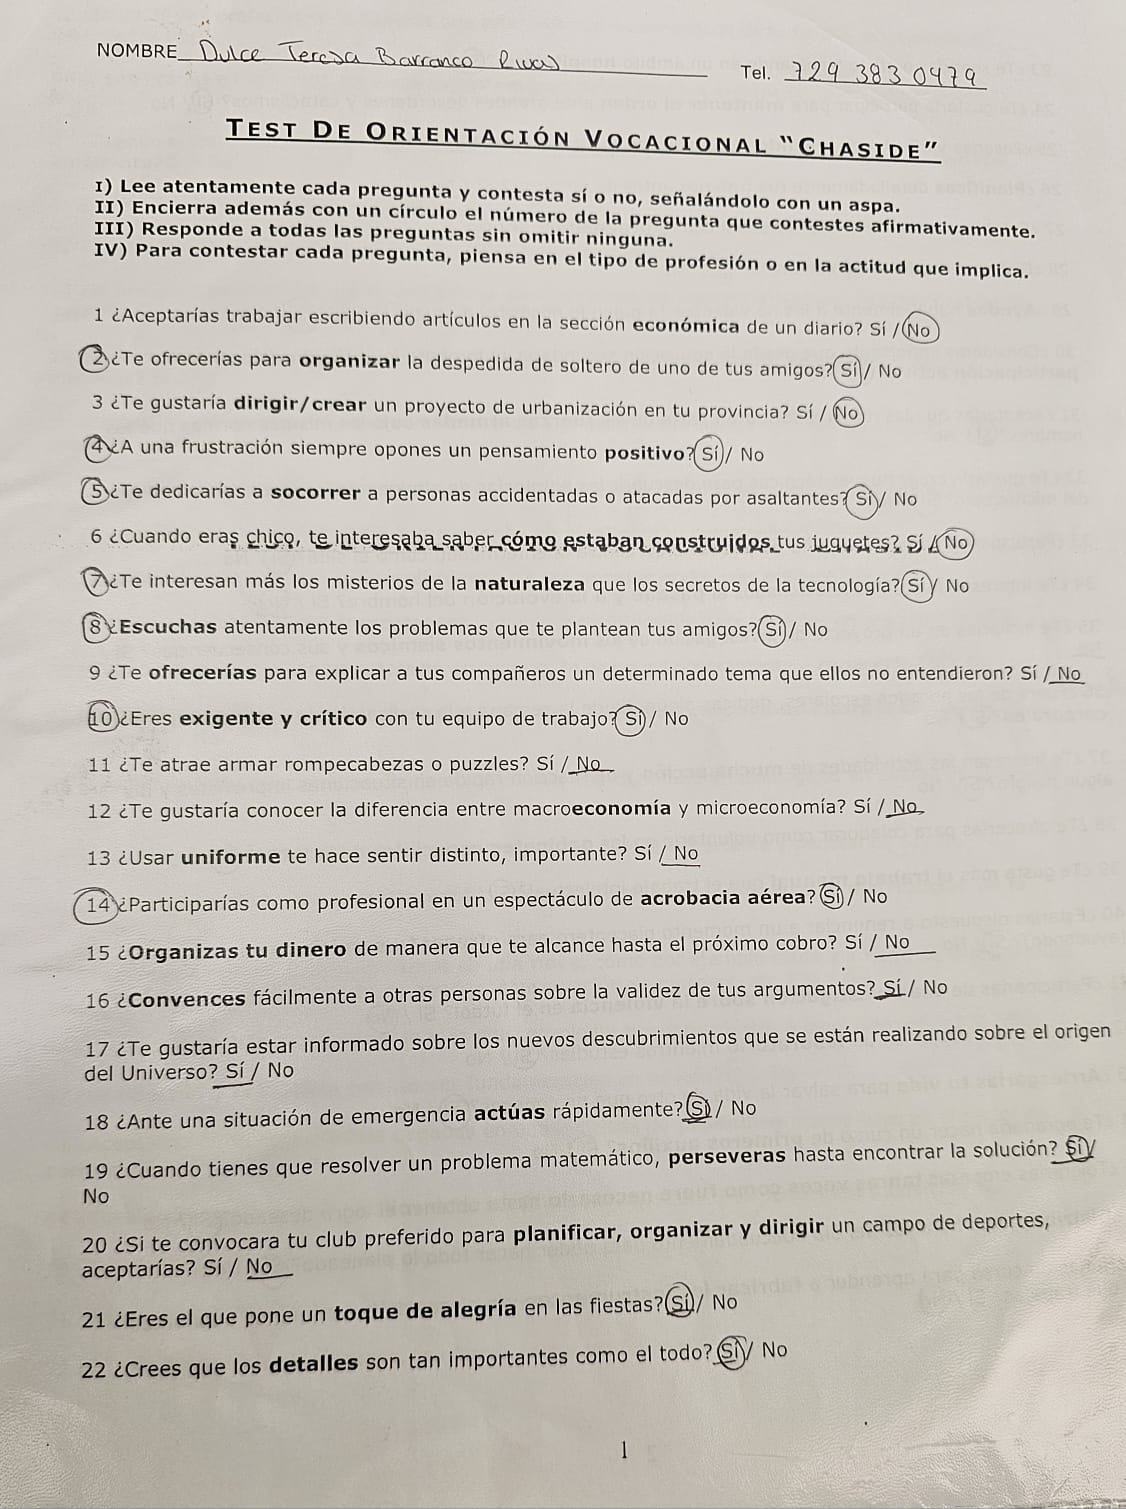 NOMBRE Dulce Teresa Barranco Rivas
Tel. 729 383 0479
TEST DE ORIENTACIÓN VOCACIONAL "CHASIDE"
I) Lee atentamente cada pregunta y contesta sí o no, señalándolo con un aspa.
II) Encierra además con un círculo el número de la pregunta que contestes afirmativamente.
III) Responde a todas las preguntas sin omitir ninguna.
IV) Para contestar cada pregunta, piensa en el tipo de profesión o en la actitud que implica.
1 ¿Aceptarías trabajar escribiendo artículos en la sección económica de un diario? Sí / No
2 ¿Te ofrecerías para organizar la despedida de soltero de uno de tus amigos? Sí / No
3 ¿Te gustaría dirigir/crear un proyecto de urbanización en tu provincia? Sí / No
4 ¿A una frustración siempre opones un pensamiento positivo? Sí / No
5 ¿Te dedicarías a socorrer a personas accidentadas o atacadas por asaltantes? Sí / No
6 ¿Cuando eras chico, te interesaba saber cómo estaban construidos tus juguetes? Sí / No
7 ¿Te interesan más los misterios de la naturaleza que los secretos de la tecnología? Sí / No
8 ¿Escuchas atentamente los problemas que te plantean tus amigos? Sí / No
9 ¿Te ofrecerías para explicar a tus compañeros un determinado tema que ellos no entendieron? Sí / No
10 ¿Eres exigente y crítico con tu equipo de trabajo? Sí / No
11 ¿Te atrae armar rompecabezas o puzzles? Sí / No
12 ¿Te gustaría conocer la diferencia entre macroeconomía y microeconomía? Sí / No
13 ¿Usar uniforme te hace sentir distinto, importante? Sí / No
14 ¿Participarías como profesional en un espectáculo de acrobacia aérea? Sí / No
15 ¿Organizas tu dinero de manera que te alcance hasta el próximo cobro? Sí / No
16 ¿Convences fácilmente a otras personas sobre la validez de tus argumentos? Sí / No
17 ¿Te gustaría estar informado sobre los nuevos descubrimientos que se están realizando sobre el origen
del Universo? Sí / No
18 ¿Ante una situación de emergencia actúas rápidamente? Sí / No
19 ¿Cuando tienes que resolver un problema matemático, perseveras hasta encontrar la solución? Sí /
No
20 ¿Si te convocara tu club preferido para planificar, organizar y dirigir un campo de deportes,
aceptarías? Sí / No
21 ¿Eres el que pone un toque de alegría en las fiestas? Sí / No
22 ¿Crees que los detalles son tan importantes como el todo? Sí / No
1